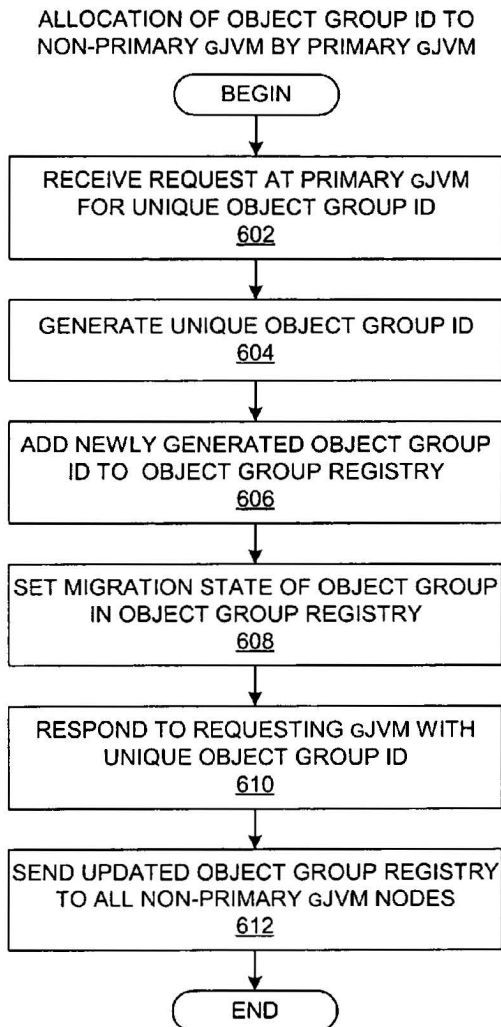 ALLOCATION OF OBJECT GROUP ID TO
NON-PRIMARY GJVM BY PRIMARY GJVM
BEGIN
RECEIVE REQUEST AT PRIMARY GJVM
FOR UNIQUE OBJECT GROUP ID
602
GENERATE UNIQUE OBJECT GROUP ID
604
ADD NEWLY GENERATED OBJECT GROUP
ID TO OBJECT GROUP REGISTRY
606
SET MIGRATION STATE OF OBJECT GROUP
IN OBJECT GROUP REGISTRY
608
RESPOND TO REQUESTING GJVM WITH
UNIQUE OBJECT GROUP ID
610
SEND UPDATED OBJECT GROUP REGISTRY
TO ALL NON-PRIMARY GJVM NODES
612
END